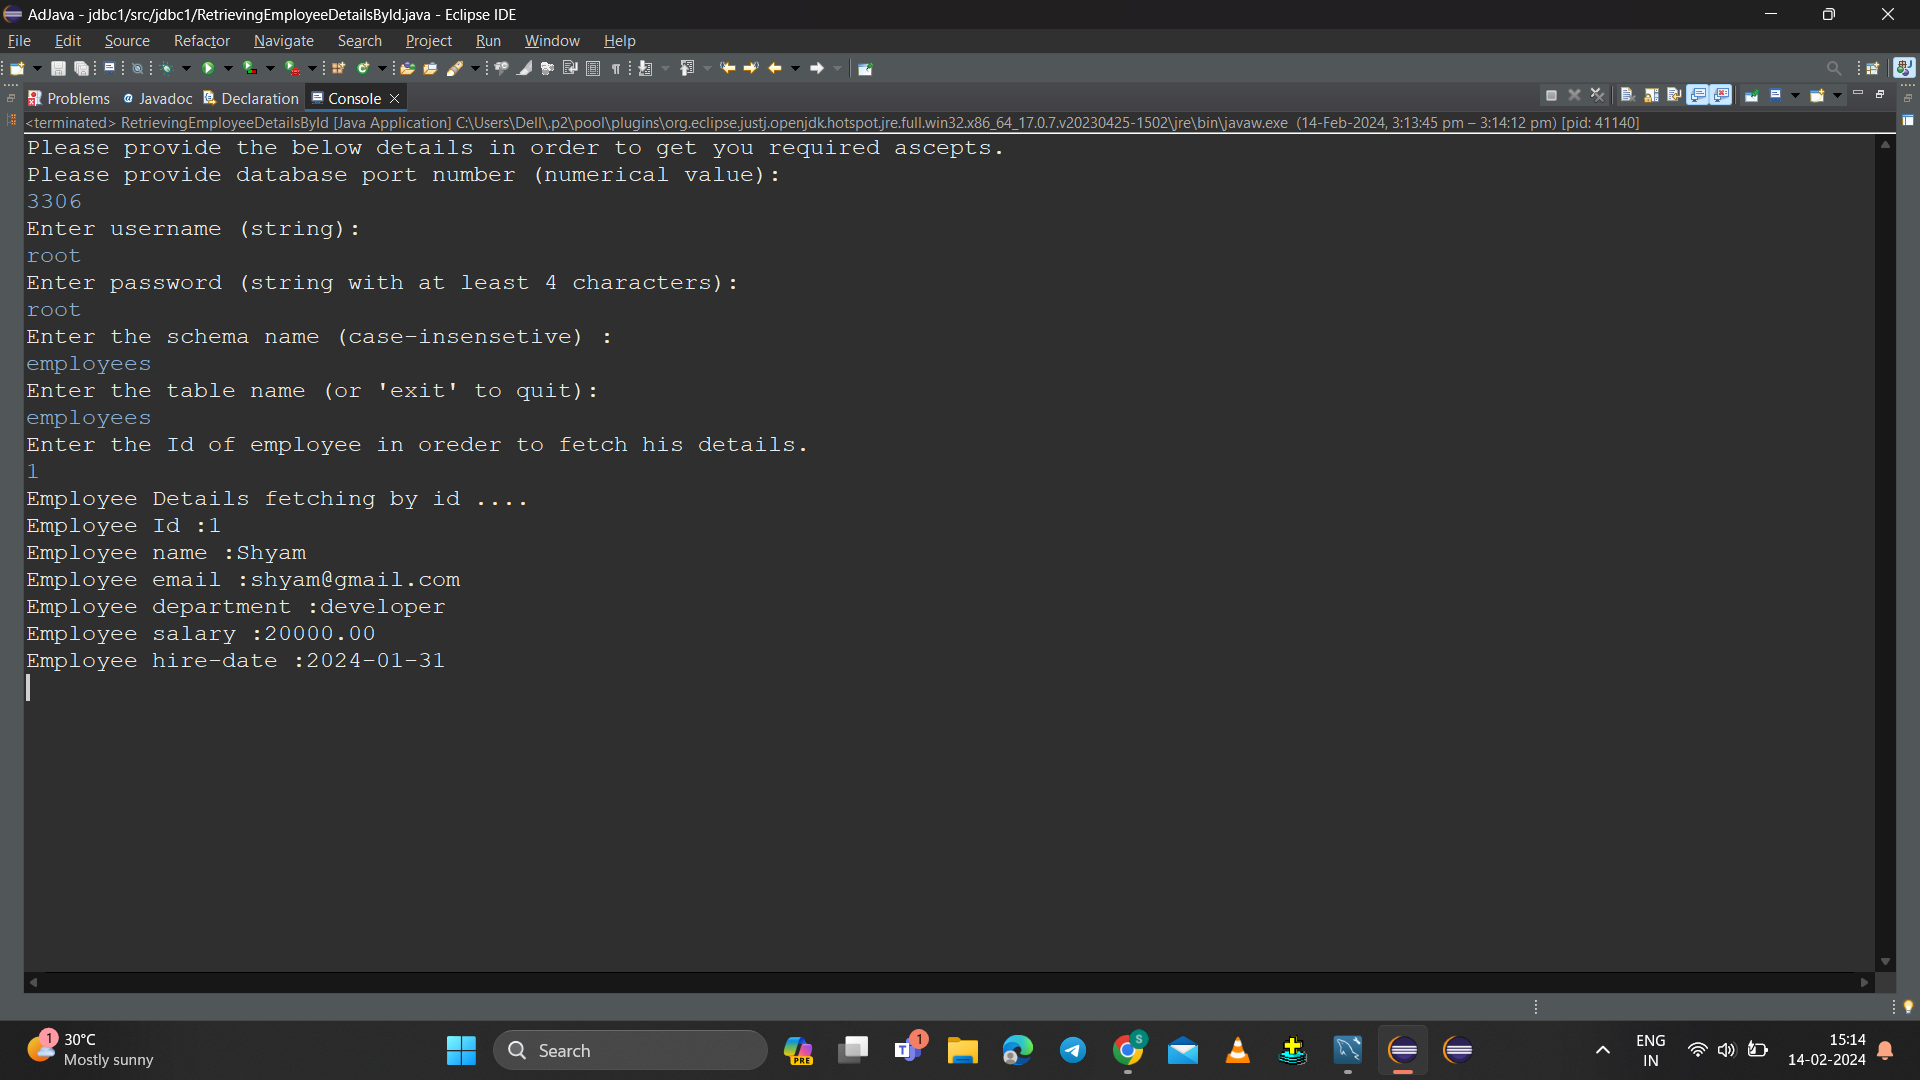 AdJava - jdbc1/src/jdbc1/RetrievingEmployeeDetailsById.java - Eclipse IDE
File Edit Source Refactor Navigate Search Project Run Window Help
Problems Javadoc Declaration Console
<terminated> RetrievingEmployeeDetailsById [Java Application] C:\Users\Dell\.p2\pool\plugins\org.eclipse.justj.openjdk.hotspot.jre.full.win32.x86_64_17.0.7.v20230425-1502\jre\bin\javaw.exe (14-Feb-2024, 3:13:45 pm – 3:14:12 pm) [pid: 41140]
Please provide the below details in order to get you required ascepts.
Please provide database port number (numerical value):
3306
Enter username (string):
root
Enter password (string with at least 4 characters):
root
Enter the schema name (case-insensetive) :
employees
Enter the table name (or 'exit' to quit):
employees
Enter the Id of employee in oreder to fetch his details.
1
Employee Details fetching by id ....
Employee Id :1
Employee name :Shyam
Employee email :shyam@gmail.com
Employee department :developer
Employee salary :20000.00
Employee hire-date :2024-01-31
1
30°C
Mostly sunny
Search
PRE
1
S
ENG
IN
15:14
14-02-2024